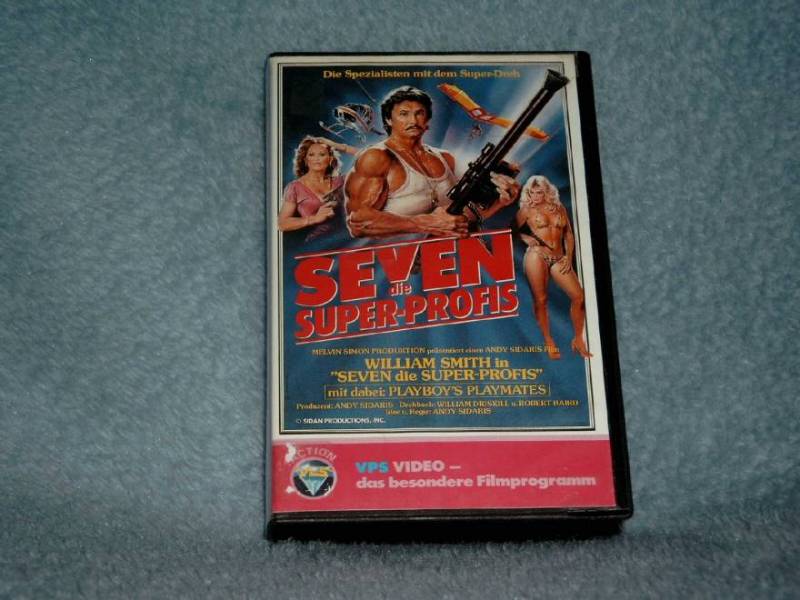 Die Spezialisten mit dem Super-Dreh
SEVEN
die
SUPER-PROFIS
MELVIN SIMON PRODUKTION präsentiert einen ANDY SIDARIS Film
WILLIAM SMITH in
"SEVEN die SUPER-PROFIS"
mit dabei: PLAYBOY'S PLAYMATES
Produzent: ANDY SIDARIS Drehbuch: WILLIAM DRISKILL u. ROBERT BAIRD
Idee u. Regie: ANDY SIDARIS
© SIDAN PRODUCTIONS, INC.
ACTION
VPS
VPS VIDEO –
das besondere Filmprogramm